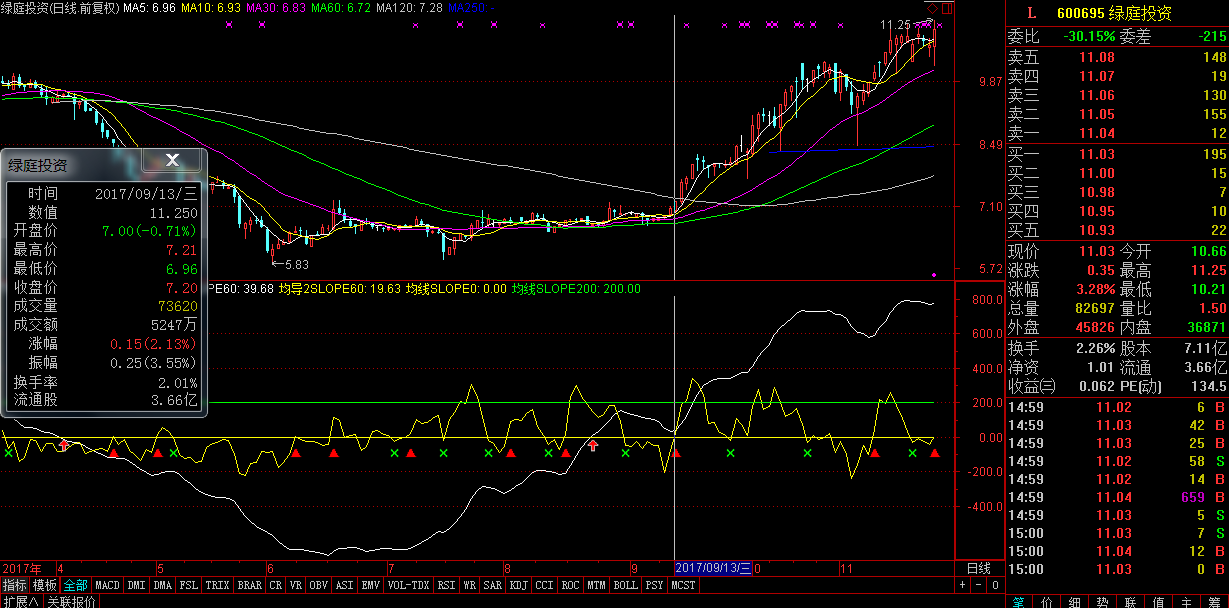 绿庭投资(日线.前复权) MA5: 6.96 MA10: 6.93 MA30: 6.83 MA60: 6.72 MA120: 7.28 MA250: -
11.25
9.87
8.49
7.10
5.72
5.83
绿庭投资 X
时间 2017/09/13/三
数值 11.250
开盘价 7.00(-0.71%)
最高价 7.21
最低价 6.96
收盘价 7.20
成交量 73620
成交额 5247万
涨幅 0.15(2.13%)
振幅 0.25(3.55%)
换手率 2.01%
流通股 3.66亿
PE60: 39.68 均导2SLOPE60: 19.63 均线SLOPE0: 0.00 均线SLOPE200: 200.00
800.0
600.0
400.0
200.0
0.00
-200.0
-400.0
2017年 4 5 6 7 8 9 2017/09/13/三 0 11 日线
指标 模板 全部 MACD DMI DMA FSL TRIX BRAR CR VR OBV ASI EMV VOL-TDX RSI WR SAR KDJ CCI ROC MTM BOLL PSY MCST + - 0
扩展∧ 关联报价
L 600695 绿庭投资
委比 -30.15% 委差 -215
卖五 11.08 148
卖四 11.07 19
卖三 11.06 130
卖二 11.05 155
卖一 11.04 12
买一 11.03 195
买二 11.00 15
买三 10.98 7
买四 10.95 10
买五 10.93 22
现价 11.03 今开 10.66
涨跌 0.35 最高 11.25
涨幅 3.28% 最低 10.21
总量 82697 量比 1.50
外盘 45826 内盘 36871
换手 2.26% 股本 7.11亿
净资 1.01 流通 3.66亿
收益㈢ 0.062 PE(动) 134.5
14:59 11.02 6 B
14:59 11.03 42 B
14:59 11.03 25 B
14:59 11.02 58 S
14:59 11.02 14 B
14:59 11.04 659 B
14:59 11.03 5 S
15:00 11.03 7 S
15:00 11.04 12 B
15:00 11.03 0 B
笔 价 细 势 联 值 主 筹